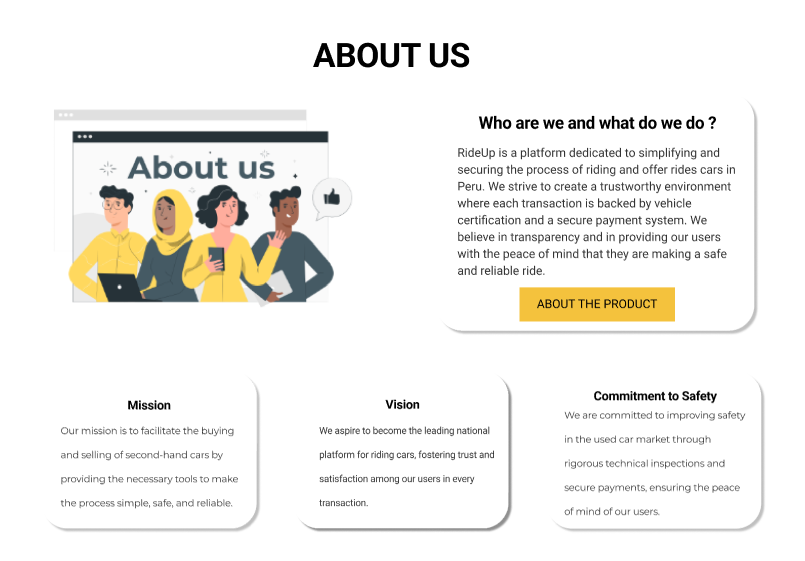 ABOUT US
About us
Who are we and what do we do ?
RideUp is a platform dedicated to simplifying and
securing the process of riding and offer rides cars in
Peru. We strive to create a trustworthy environment
where each transaction is backed by vehicle
certification and a secure payment system. We
believe in transparency and in providing our users
with the peace of mind that they are making a safe
and reliable ride.
ABOUT THE PRODUCT
Mission
Our mission is to facilitate the buying
and selling of second-hand cars by
providing the necessary tools to make
the process simple, safe, and reliable.
Vision
We aspire to become the leading national
platform for riding cars, fostering trust and
satisfaction among our users in every
transaction.
Commitment to Safety
We are committed to improving safety
in the used car market through
rigorous technical inspections and
secure payments, ensuring the peace
of mind of our users.